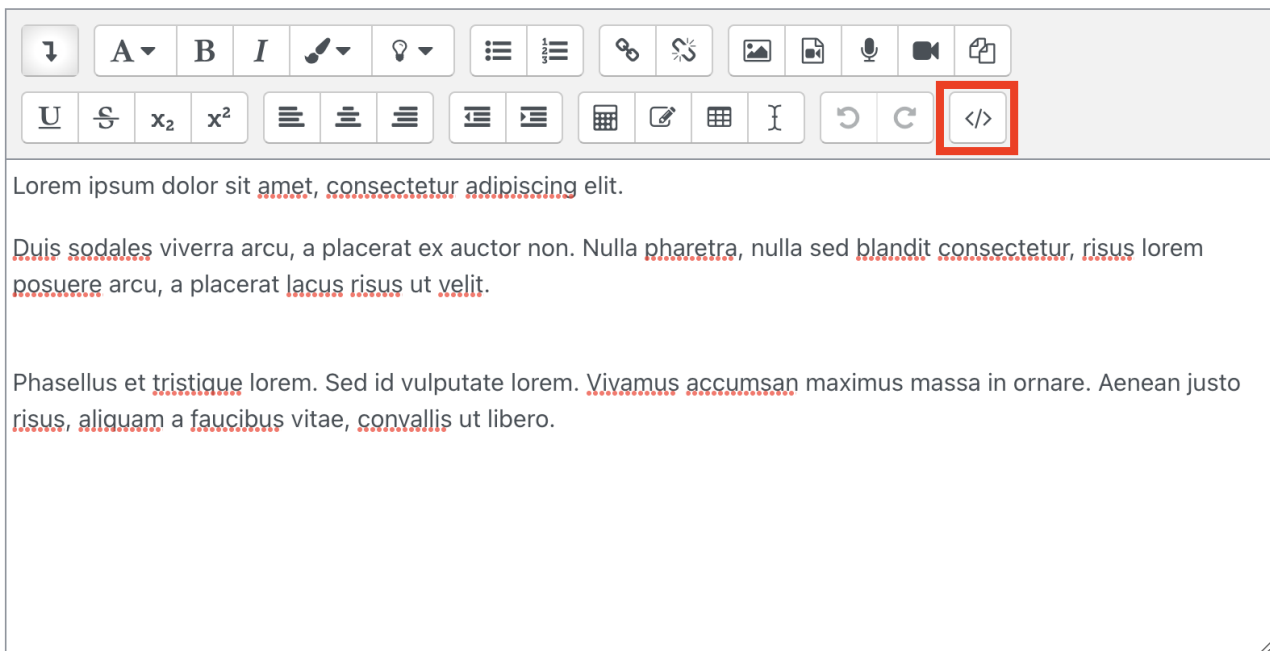 A B I
U S x₂ x² </>
Lorem ipsum dolor sit amet, consectetur adipiscing elit.
Duis sodales viverra arcu, a placerat ex auctor non. Nulla pharetra, nulla sed blandit consectetur, risus lorem
posuere arcu, a placerat lacus risus ut velit.
Phasellus et tristique lorem. Sed id vulputate lorem. Vivamus accumsan maximus massa in ornare. Aenean justo
risus, aliquam a faucibus vitae, convallis ut libero.